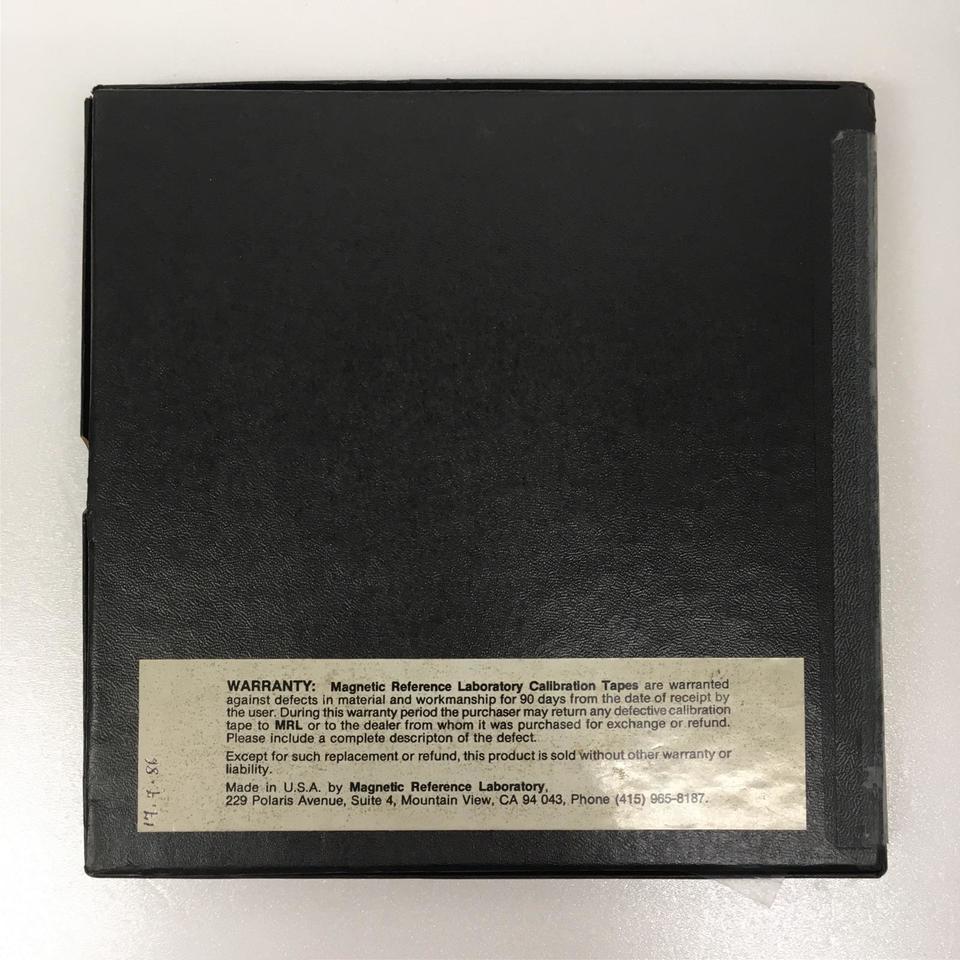 WARRANTY: Magnetic Reference Laboratory Calibration Tapes are warranted
against defects in material and workmanship for 90 days from the date of receipt by
the user. During this warranty period the purchaser may return any defective calibration
tape to MRL or to the dealer from whom it was purchased for exchange or refund.
Please include a complete descripton of the defect.
Except for such replacement or refund, this product is sold without other warranty or
liability.
Made in U.S.A. by Magnetic Reference Laboratory,
229 Polaris Avenue, Suite 4, Mountain View, CA 94 043, Phone (415) 965-8187.
17.7.86